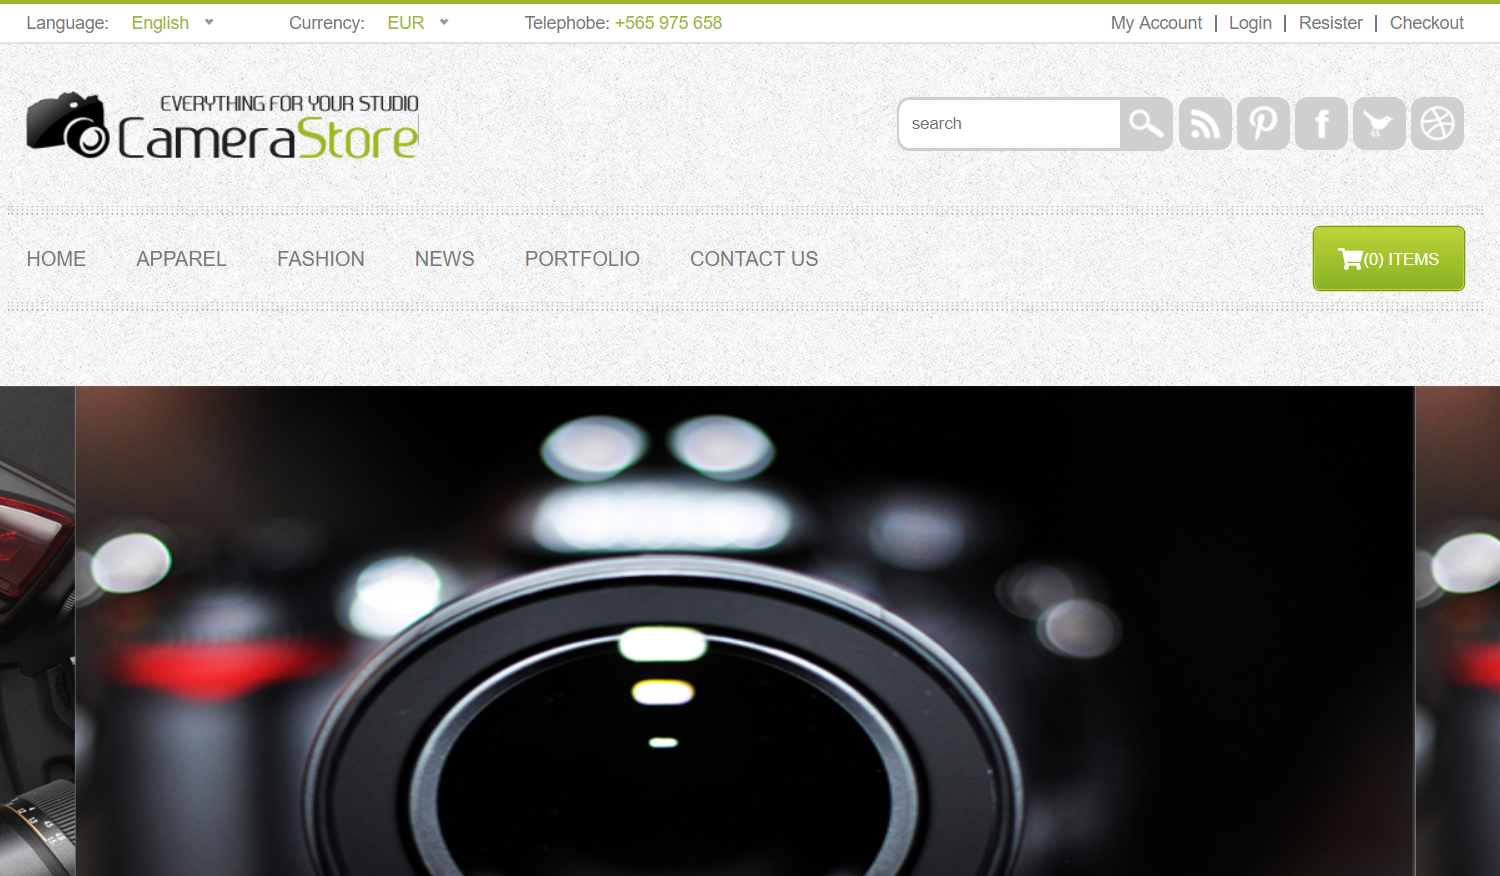 Language: English Currency: EUR Telephobe: +565 975 658 My Account | Login | Resister | Checkout
EVERYTHING FOR YOUR STUDIO
CameraStore
search
HOME APPAREL FASHION NEWS PORTFOLIO CONTACT US (0) ITEMS